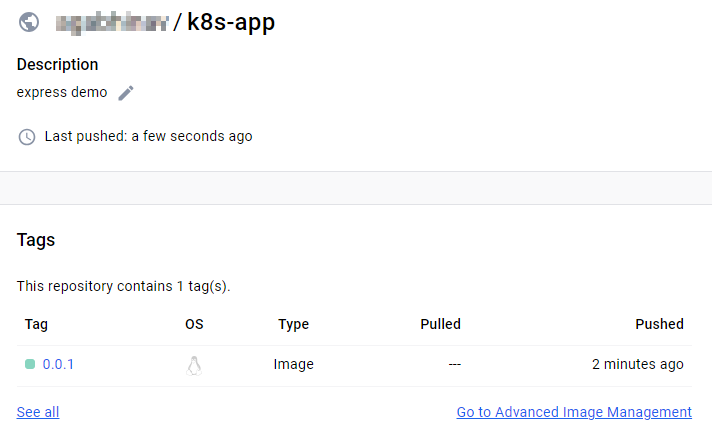 / k8s-app
Description
express demo
Last pushed: a few seconds ago
Tags
This repository contains 1 tag(s).
Tag OS Type Pulled Pushed
0.0.1 Image --- 2 minutes ago
See all Go to Advanced Image Management